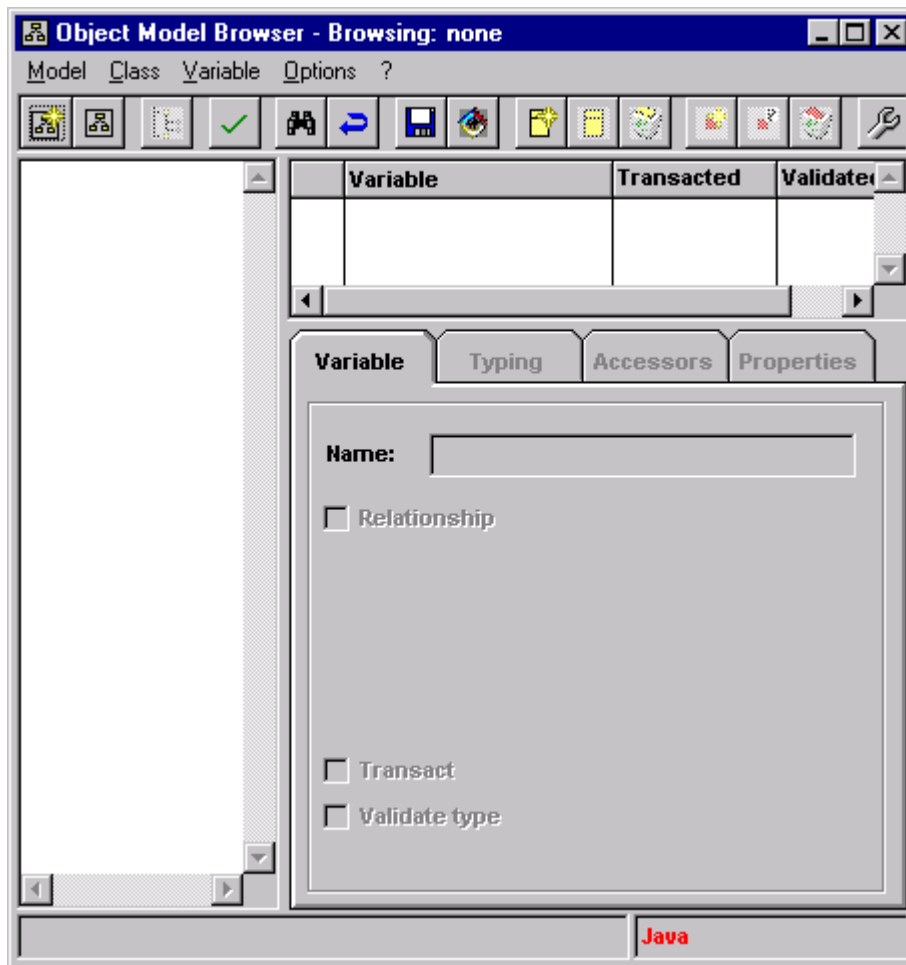 Object Model Browser - Browsing: none
Model Class Variable Options ?
Variable Transacted Validated
Variable Typing Accessors Properties
Name:
Relationship
Transact
Validate type
Java